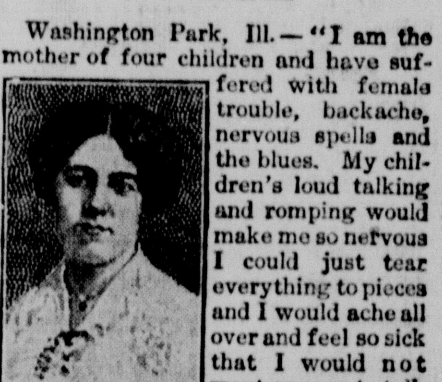 Washington Park, Ill. — "I am the
mother of four children and have suf-
fered with female
trouble, backache,
nervous spells and
the blues. My chil-
dren's loud talking
and romping would
make me so nervous
I could just tear
everything to pieces
and I would ache all
over and feel so sick
that I would not